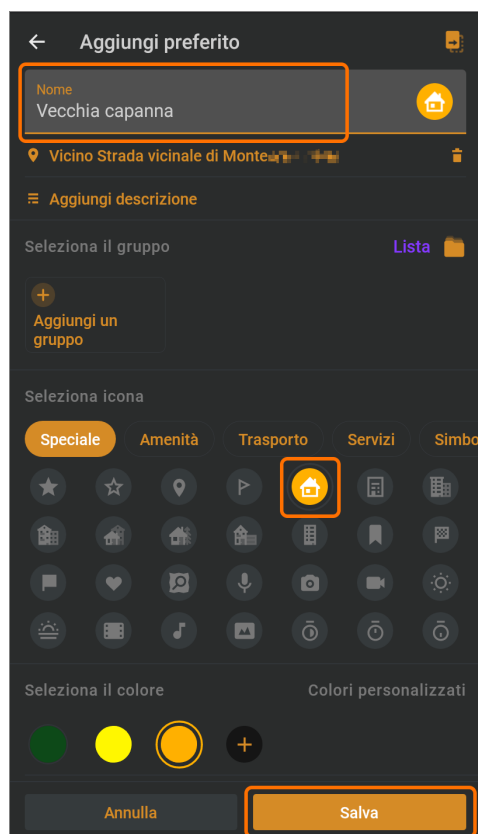 Aggiungi preferito
Nome
Vecchia capanna
Vicino Strada vicinale di Monte
Aggiungi descrizione
Seleziona il gruppo Lista
Aggiungi un
gruppo
Seleziona icona
Speciale Amenità Trasporto Servizi Simbo
Seleziona il colore Colori personalizzati
Annulla Salva